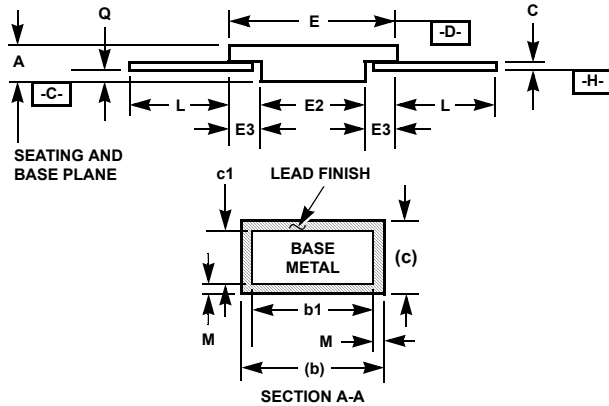 Q
E
-D-
C
A
-C-
-H-
L
E2
L
E3
E3
SEATING AND
BASE PLANE
c1
LEAD FINISH
BASE
METAL
(c)
b1
M
M
(b)
SECTION A-A